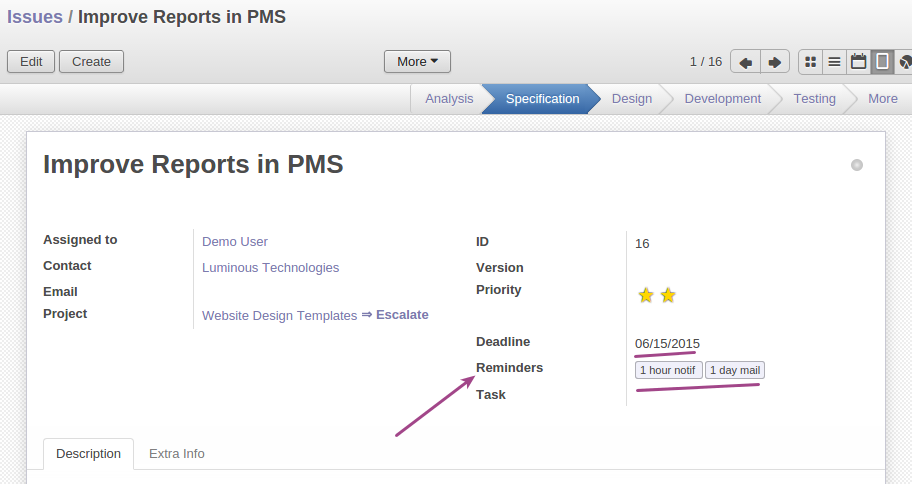 Issues / Improve Reports in PMS
Edit Create More 1 / 16
Analysis Specification Design Development Testing More
Improve Reports in PMS
Assigned to Demo User
Contact Luminous Technologies
Email
Project Website Design Templates ⇒ Escalate
ID 16
Version
Priority
Deadline 06/15/2015
Reminders 1 hour notif 1 day mail
Task
Description Extra Info